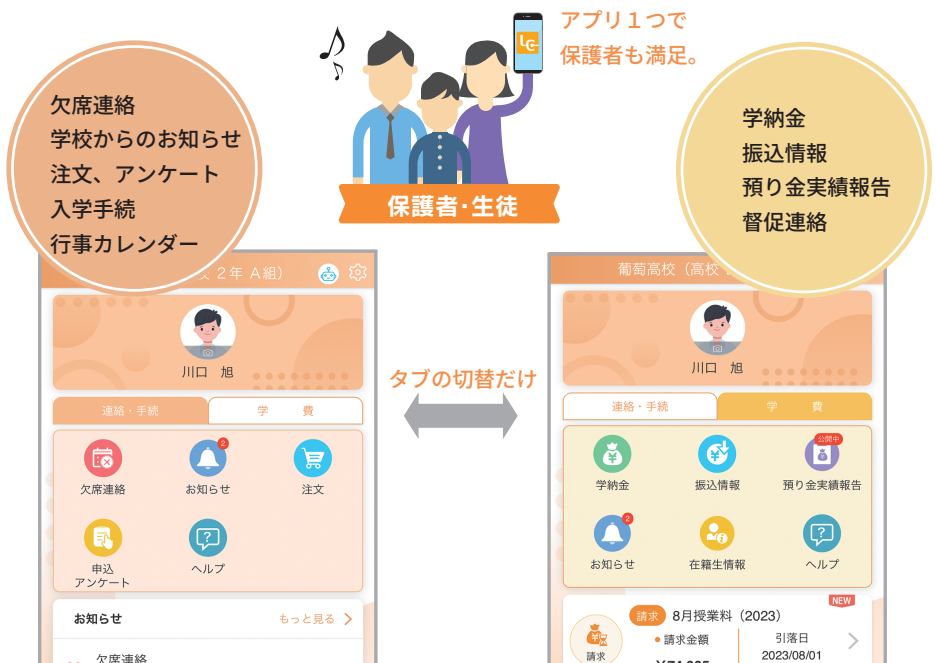 アプリ１つで
保護者も満足。
LC
欠席連絡
学校からのお知らせ
注文、アンケート
入学手続
行事カレンダー
保護者･生徒
学納金
振込情報
預り金実績報告
督促連絡
２年 A組）
川口 旭
連絡・手続
学 費
欠席連絡
2
お知らせ
注文
申込
アンケート
?
ヘルプ
お知らせ
もっと見る
欠席連絡
タブの切替だけ
葡萄高校（高校
川口 旭
連絡・手続
学 費
¥
学納金
¥
振込情報
公開中
預り金実績報告
2
お知らせ
在籍生情報
?
ヘルプ
NEW
請求
8月授業料（2023）
請求
• 請求金額
引落日
2023/08/01